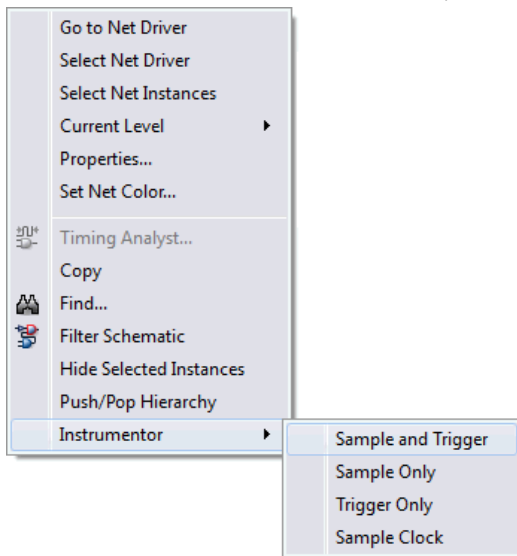 Go to Net Driver
Select Net Driver
Select Net Instances
Current Level
Properties...
Set Net Color...
Timing Analyst...
Copy
Find...
Filter Schematic
Hide Selected Instances
Push/Pop Hierarchy
Instrumentor
Sample and Trigger
Sample Only
Trigger Only
Sample Clock